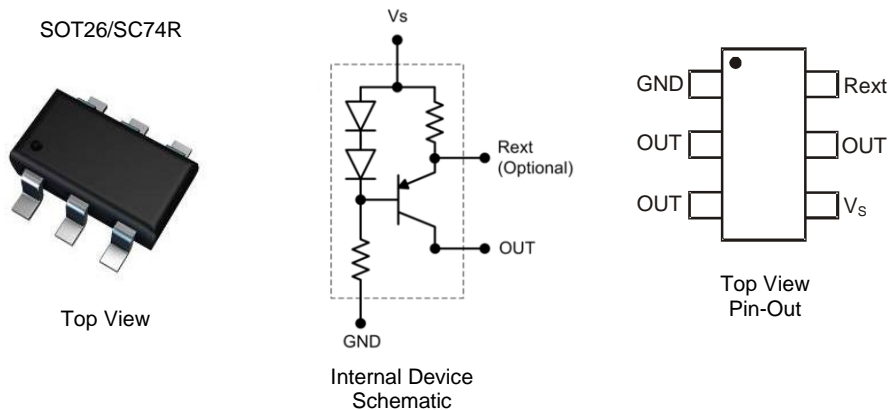 SOT26/SC74R
Top View
Vs
Rext
(Optional)
OUT
GND
Internal Device
Schematic
GND
Rext
OUT
OUT
OUT
VS
Top View
Pin-Out